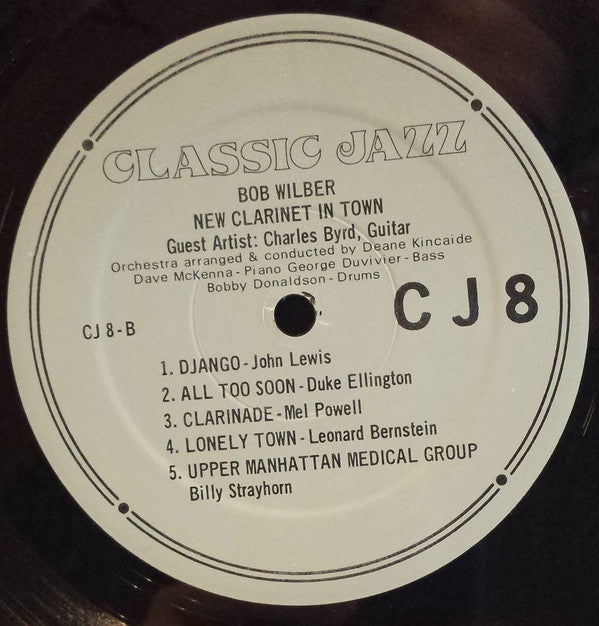 CLASSIC JAZZ
BOB WILBER
NEW CLARINET IN TOWN
Guest Artist: Charles Byrd, Guitar
Orchestra arranged & conducted by Deane Kincaide
Dave McKenna-Piano George Duvivier-Bass
Bobby Donaldson-Drums
CJ8
CJ 8-B
1. DJANGO-John Lewis
2. ALL TOO SOON-Duke Ellington
3. CLARINADE-Mel Powell
4. LONELY TOWN-Leonard Bernstein
5. UPPER MANHATTAN MEDICAL GROUP
Billy Strayhorn